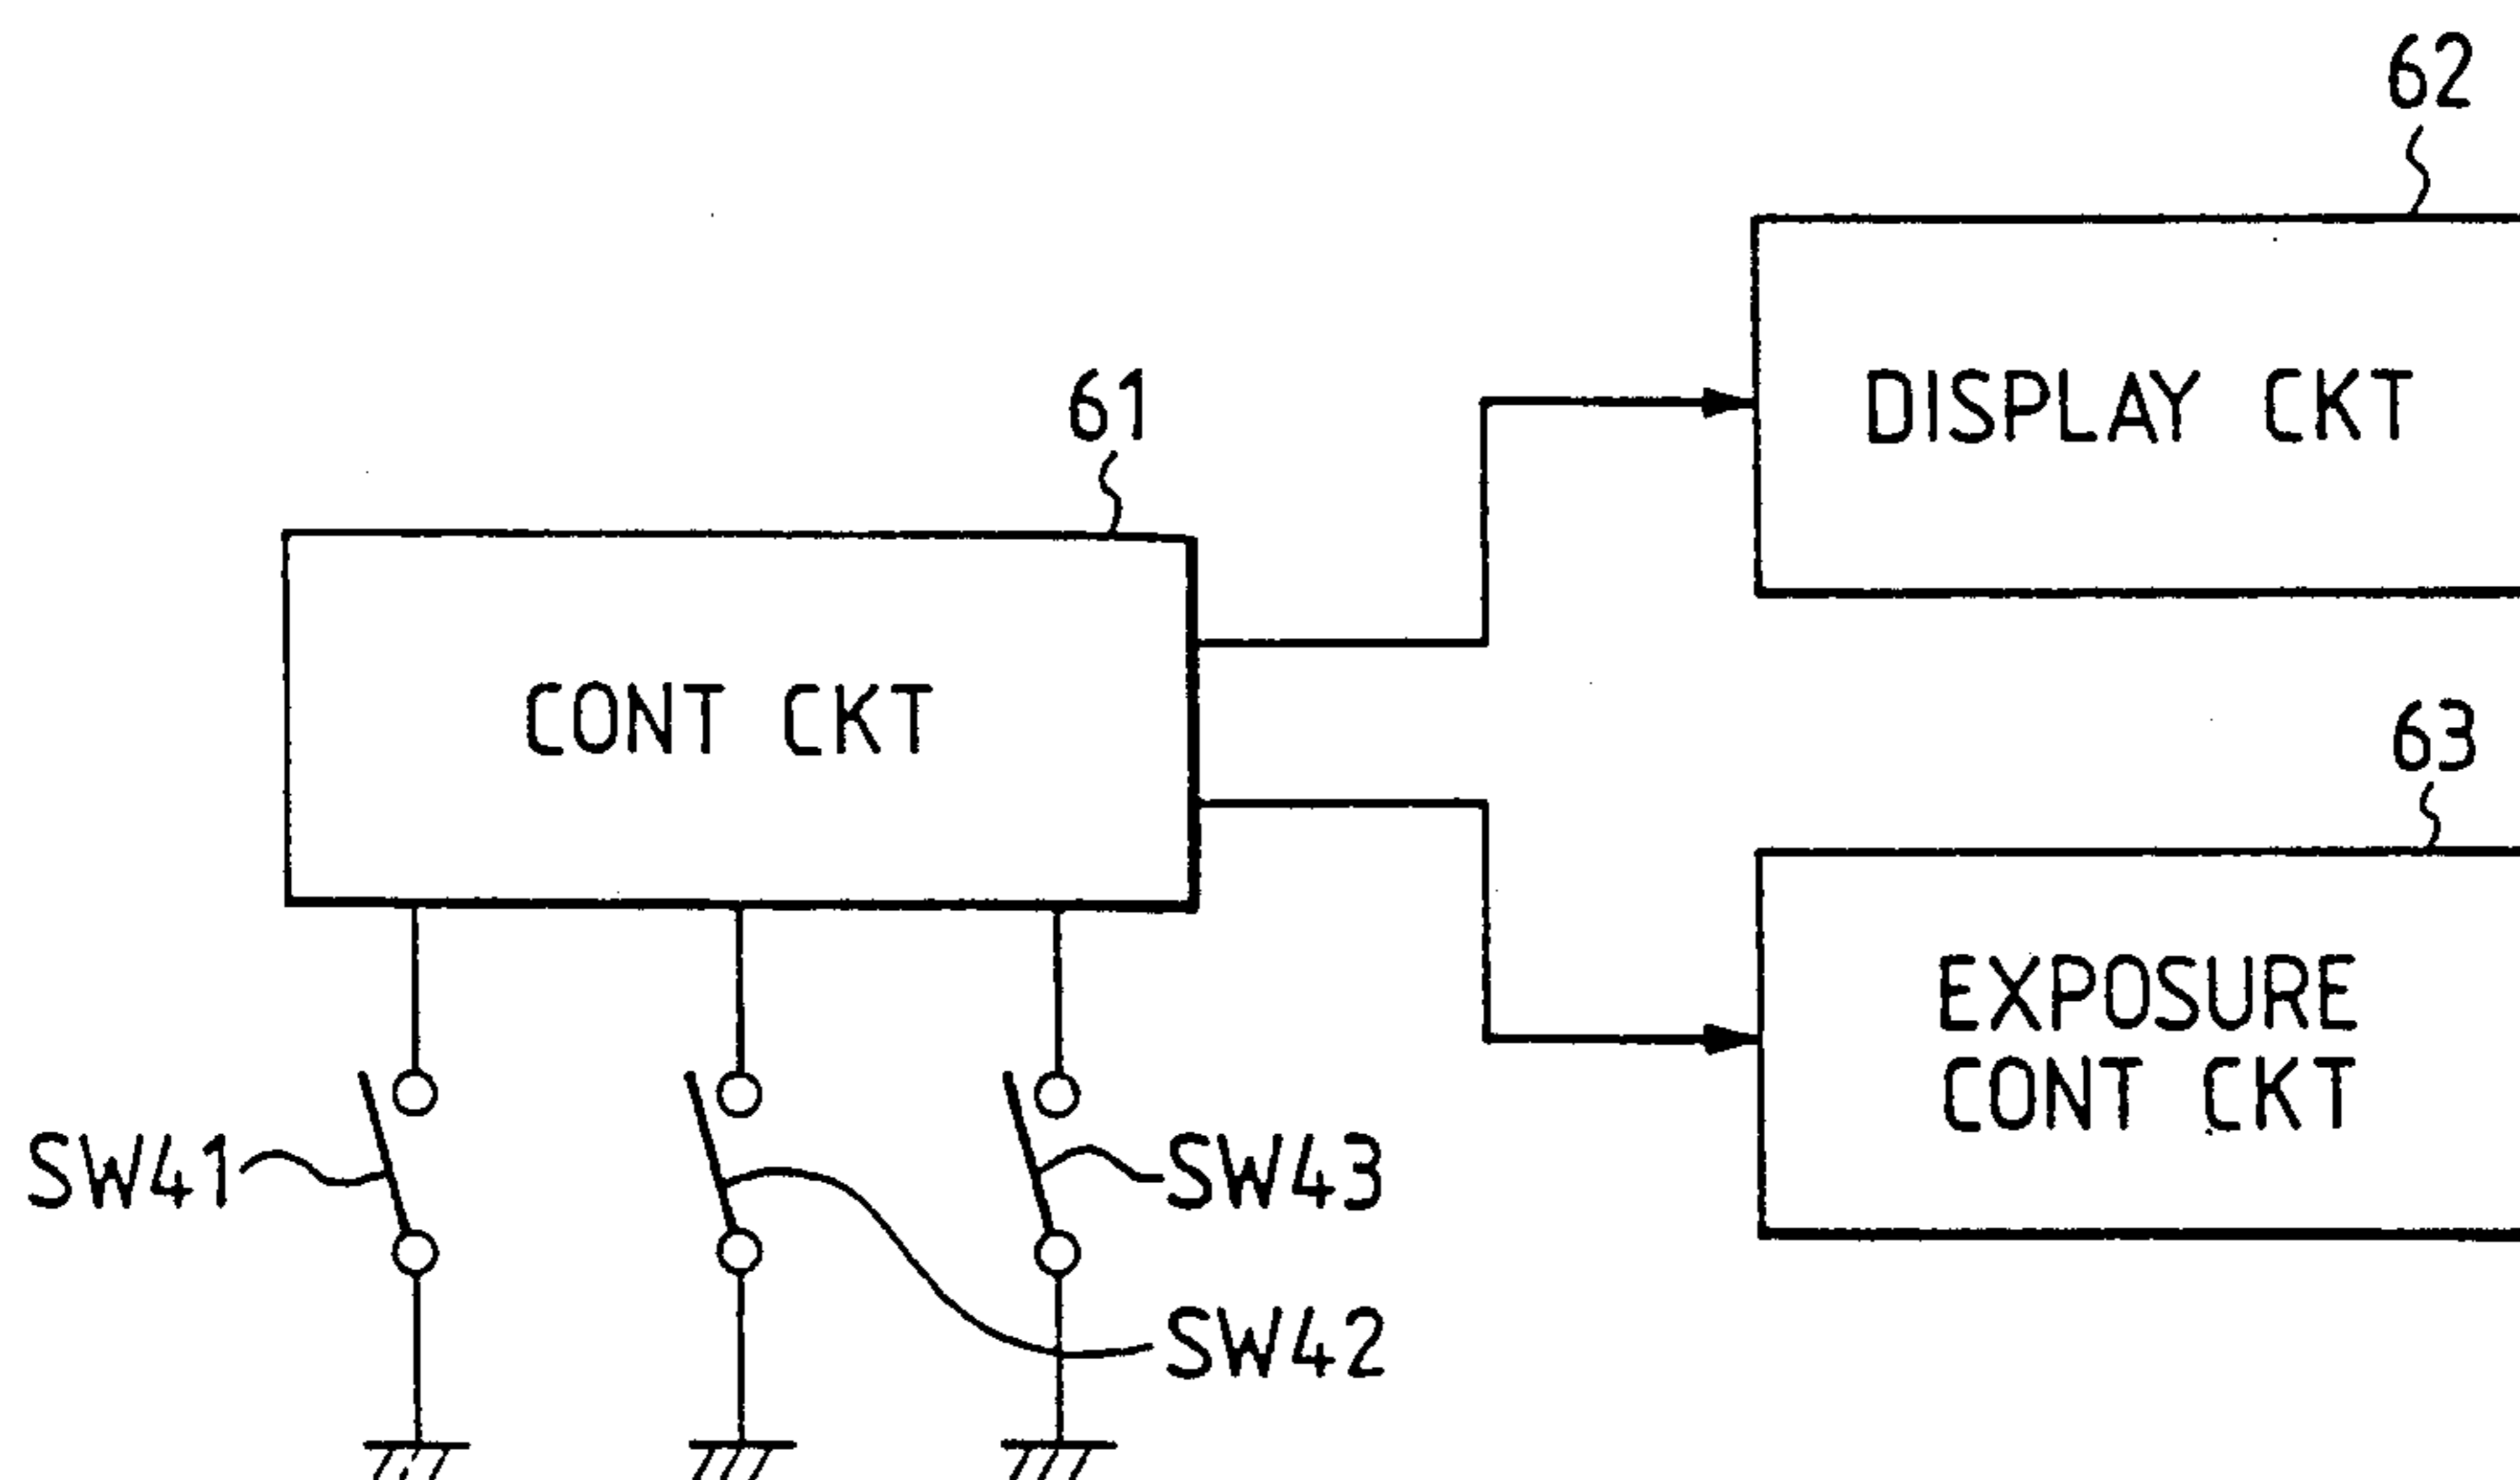 62
DISPLAY CKT
61
CONT CKT
63
EXPOSURE
CONT CKT
SW41
SW43
SW42